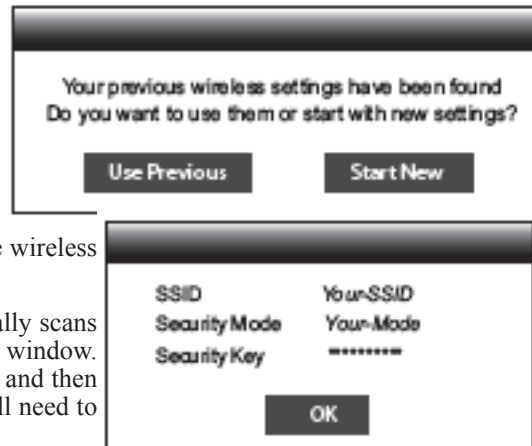 Your previous wireless settings have been found
Do you want to use them or start with new settings?
Use Previous
Start New
e wireless
ally scans
window.
and then
ll need to
SSID
Your-SSID
Security Mode
Your-Mode
Security Key
*********
OK